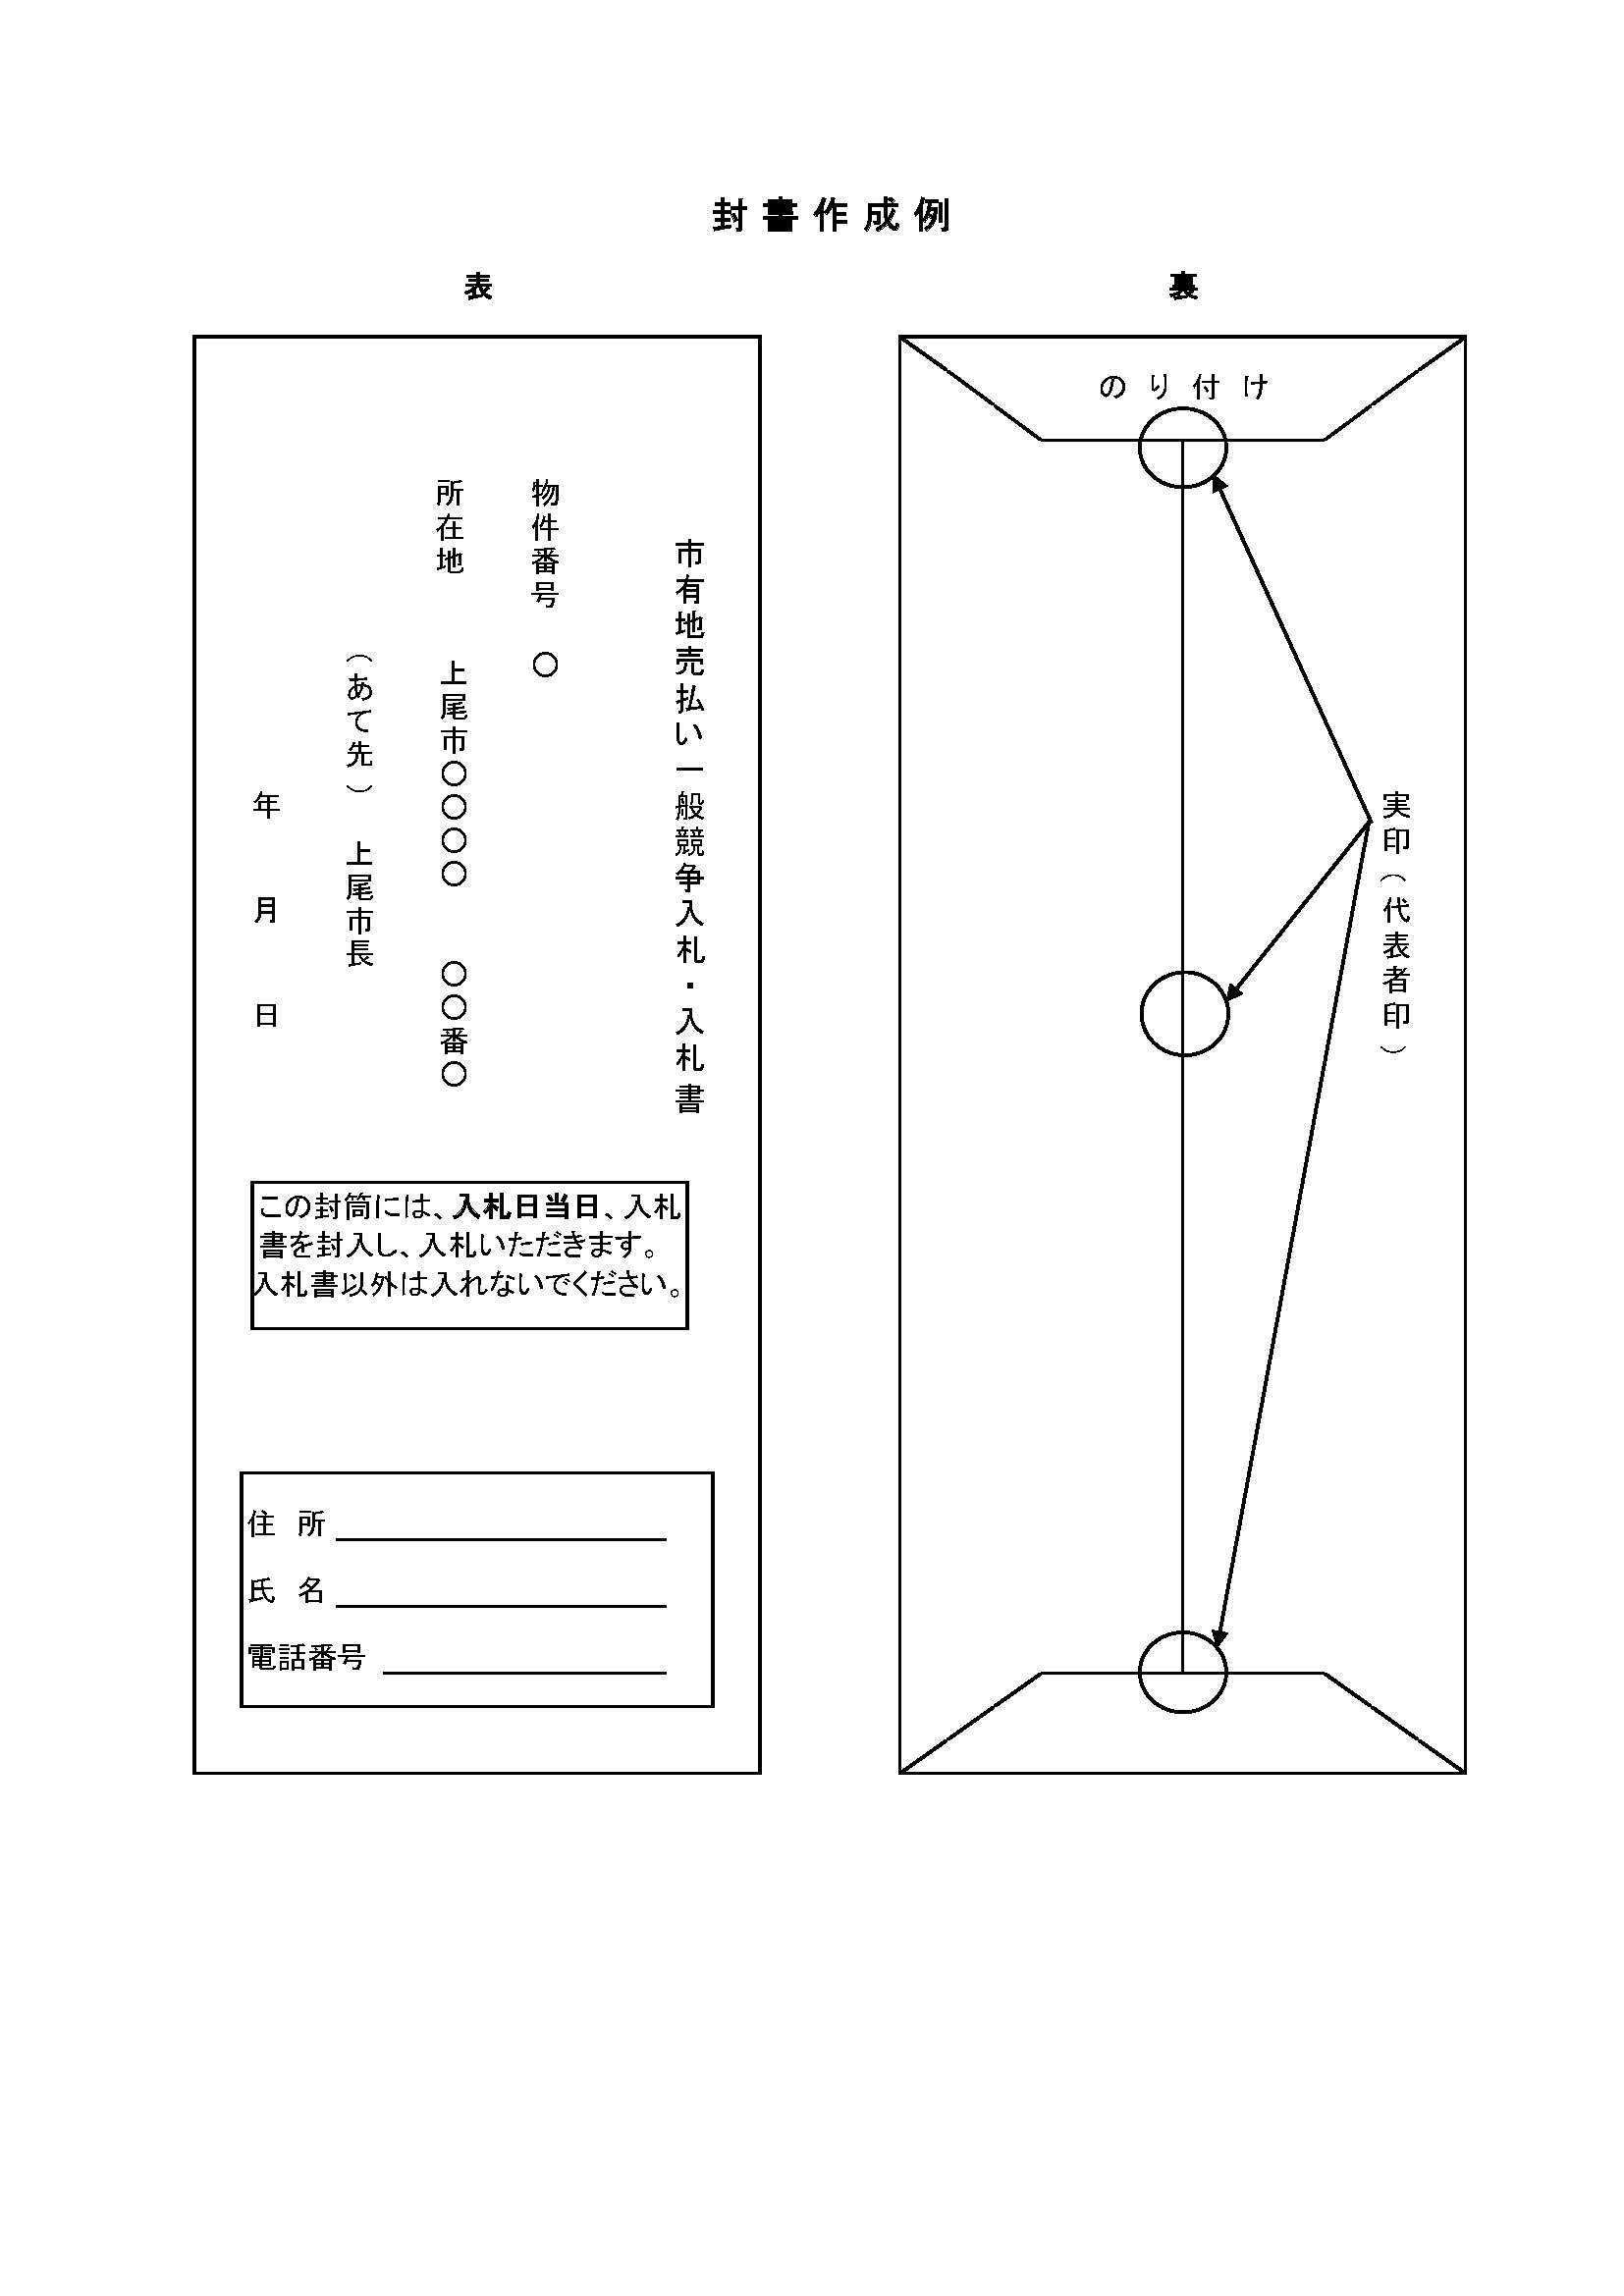 封書作成例
表
市有地売払い一般競争入札・入札書
物件番号　〇
所在地　　上尾市〇〇〇〇　　〇〇番〇
（あて先）　上尾市長
年　　月　　日
この封筒には、入札日当日、入札
書を封入し、入札いただきます。
入札書以外は入れないでください。
住　所
氏　名
電話番号
裏
のり付け
実印（代表者印）